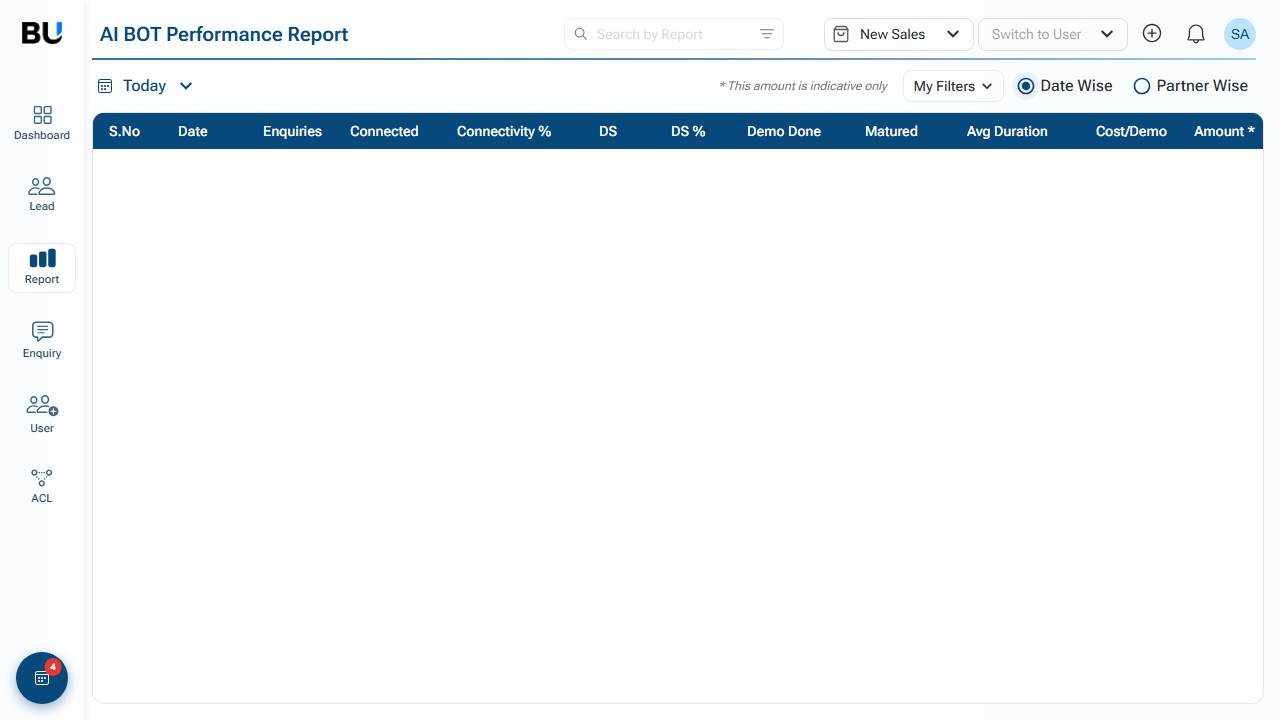 BU
AI BOT Performance Report
Search by Report
New Sales
Switch to User
SA
Today
* This amount is indicative only
My Filters
Date Wise
Partner Wise
S.No Date Enquiries Connected Connectivity % DS DS % Demo Done Matured Avg Duration Cost/Demo Amount *
Dashboard
Lead
Report
Enquiry
User
ACL
4